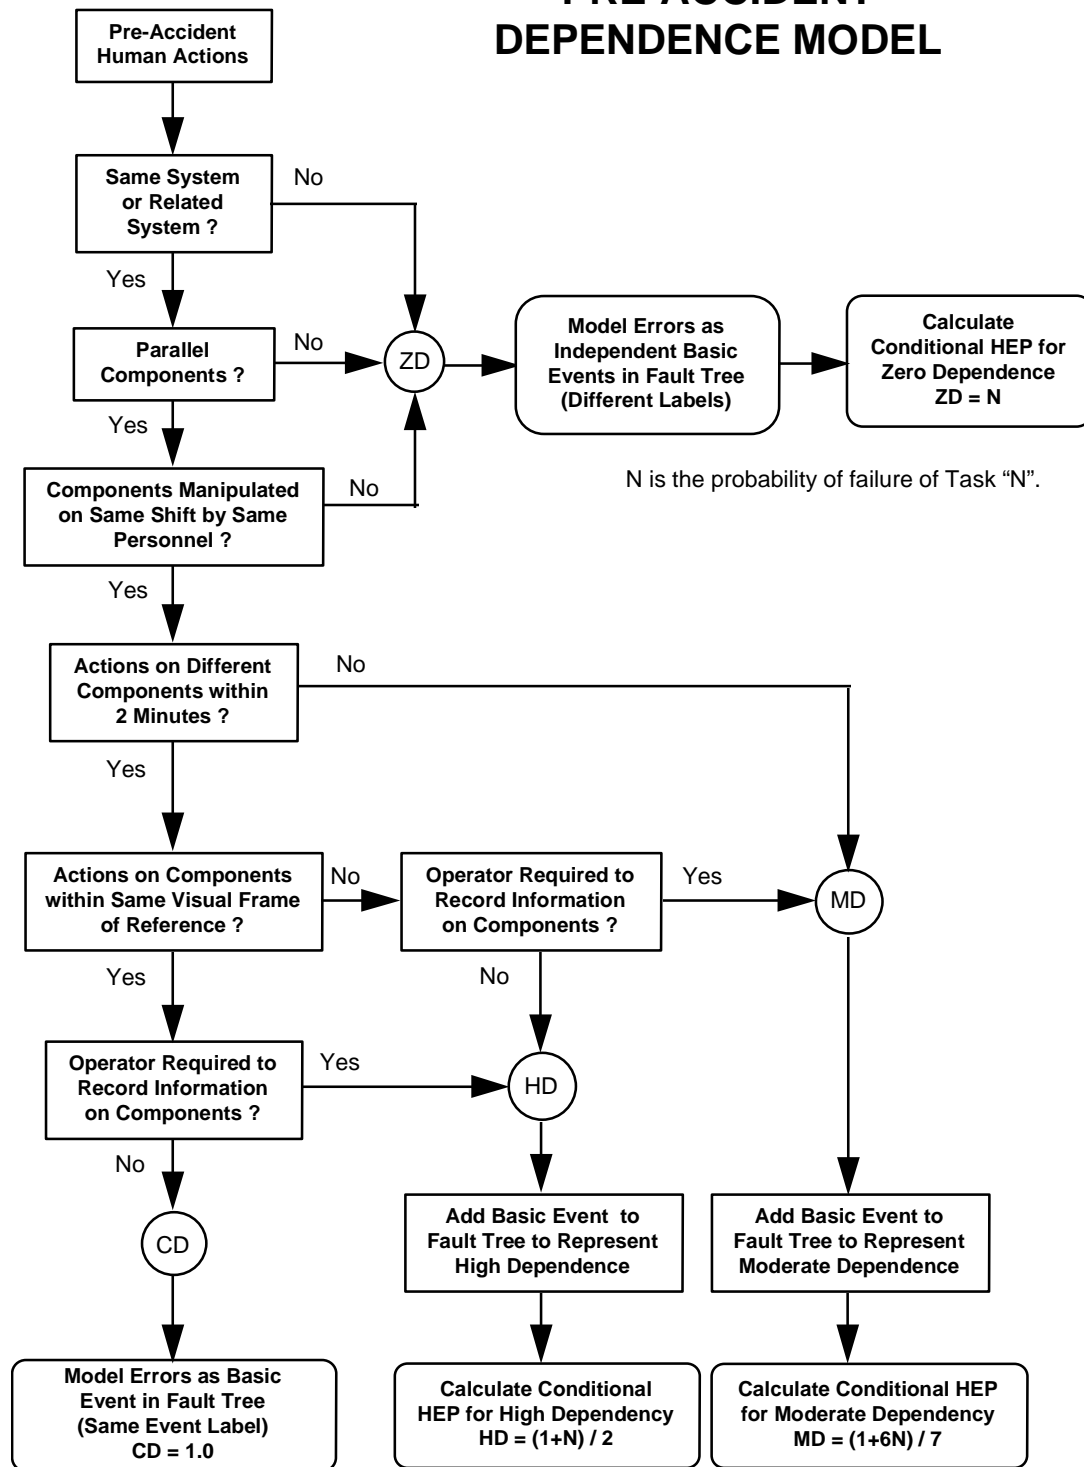 PRE-ACCIDENT
DEPENDENCE MODEL
Pre-Accident
Human Actions
Same System
or Related
System ?
No
Yes
Parallel
Components ?
No
ZD
Model Errors as
Independent Basic
Events in Fault Tree
(Different Labels)
Calculate
Conditional HEP for
Zero Dependence
ZD = N
Yes
Components Manipulated
on Same Shift by Same
Personnel ?
No
N is the probability of failure of Task “N”.
Yes
Actions on Different
Components within
2 Minutes ?
No
Yes
Actions on Components
within Same Visual Frame
of Reference ?
No
Operator Required to
Record Information
on Components ?
Yes
MD
Yes
No
Operator Required to
Record Information
on Components ?
Yes
HD
No
CD
Add Basic Event to
Fault Tree to Represent
High Dependence
Add Basic Event to
Fault Tree to Represent
Moderate Dependence
Model Errors as Basic
Event in Fault Tree
(Same Event Label)
CD = 1.0
Calculate Conditional
HEP for High Dependency
HD = (1+N) / 2
Calculate Conditional HEP
for Moderate Dependency
MD = (1+6N) / 7